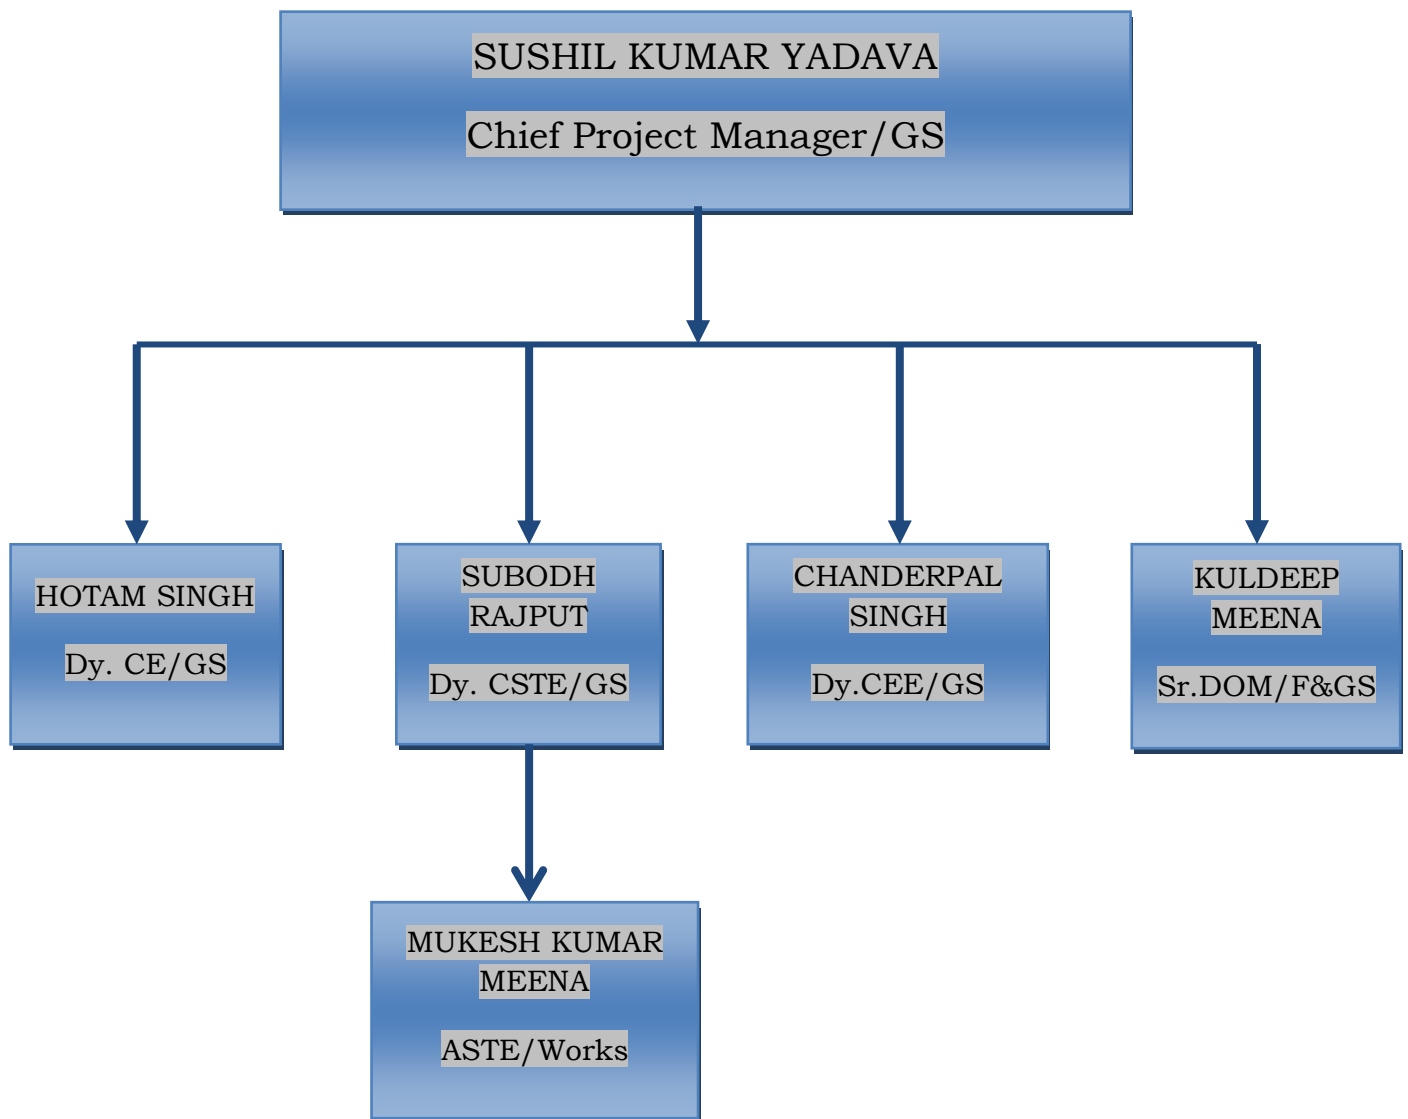 SUSHIL KUMAR YADAVA
Chief Project Manager/GS
HOTAM SINGH
Dy. CE/GS
SUBODH
RAJPUT
Dy. CSTE/GS
CHANDERPAL
SINGH
Dy.CEE/GS
KULDEEP
MEENA
Sr.DOM/F&GS
MUKESH KUMAR
MEENA
ASTE/Works